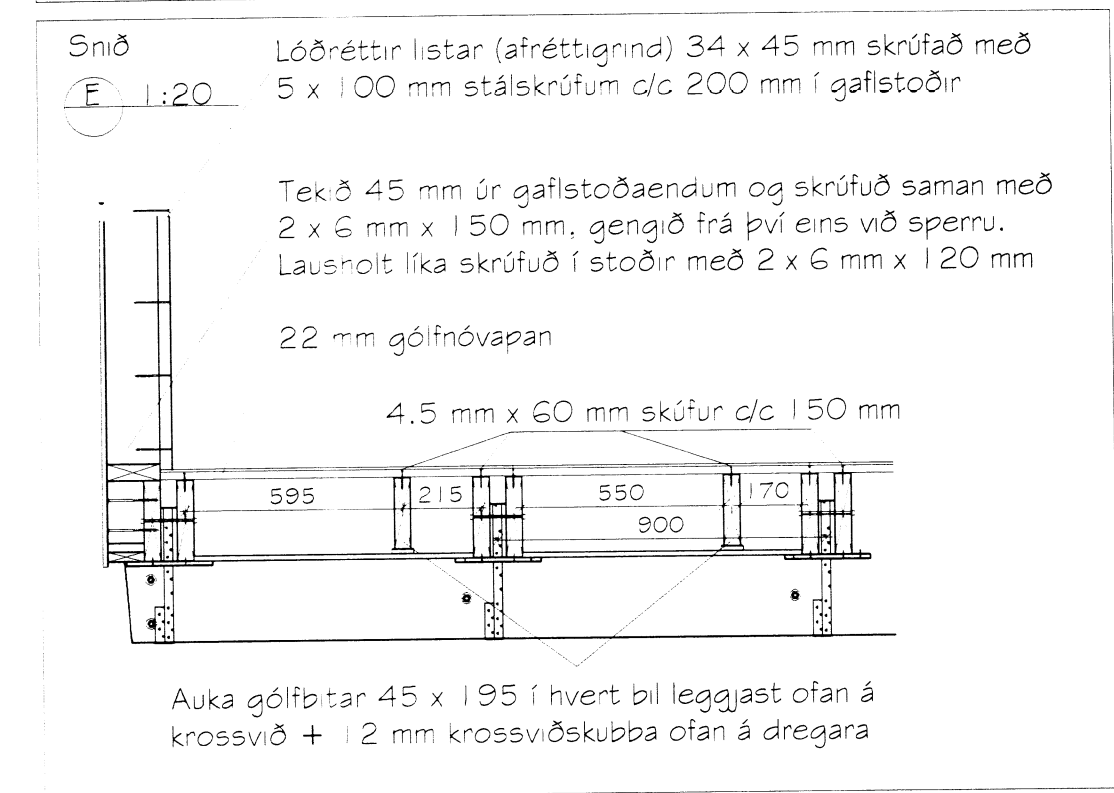 Snið
E 1:20
Lóðréttir listar (afréttigrind) 34 x 45 mm skrúfað með
5 x 100 mm stálskrúfum c/c 200 mm í gaflstoðir
Tekið 45 mm úr gaflstoðaendum og skrúfuð saman með
2 x 6 mm x 150 mm, gengið frá því eins við sperru.
Lausholt líka skrúfuð í stoðir með 2 x 6 mm x 120 mm
22 mm gólfnóvapan
4.5 mm x 60 mm skúfur c/c 150 mm
595 215 550 170
900
Auka gólfbitar 45 x 195 í hvert bil leggjast ofan á
krossvið + 12 mm krossviðskubba ofan á dregara